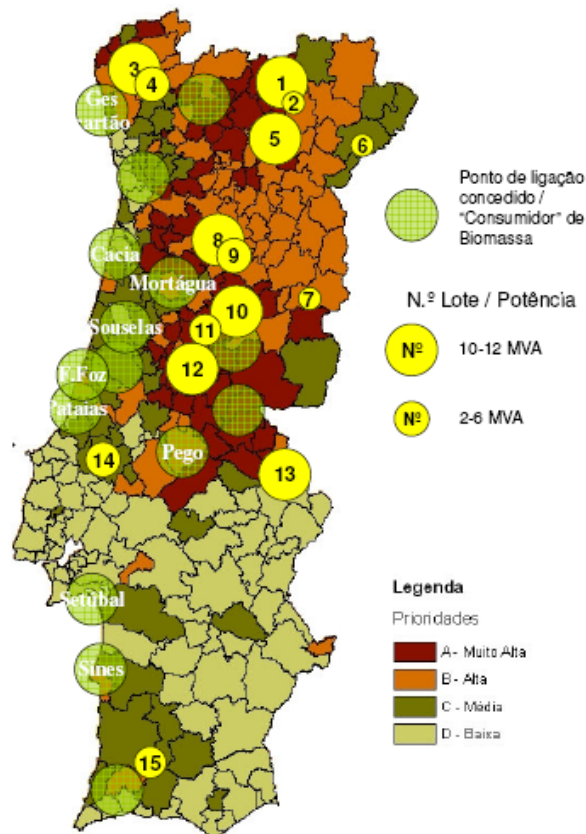 3
4
1
2
Ges
cartão
5
6
Ponto de ligação
concedido /
"Consumidor" de
Biomassa
8
9
Cacia
Mortágua
7
N.º Lote / Potência
10
11
Souselas
Nº 10-12 MVA
12
F.Foz
Pataias
Nº 2-6 MVA
14
Pego
13
Setúbal
Legenda
Prioridades
A - Muito Alta
B - Alta
C - Média
D - Baixa
Sines
15